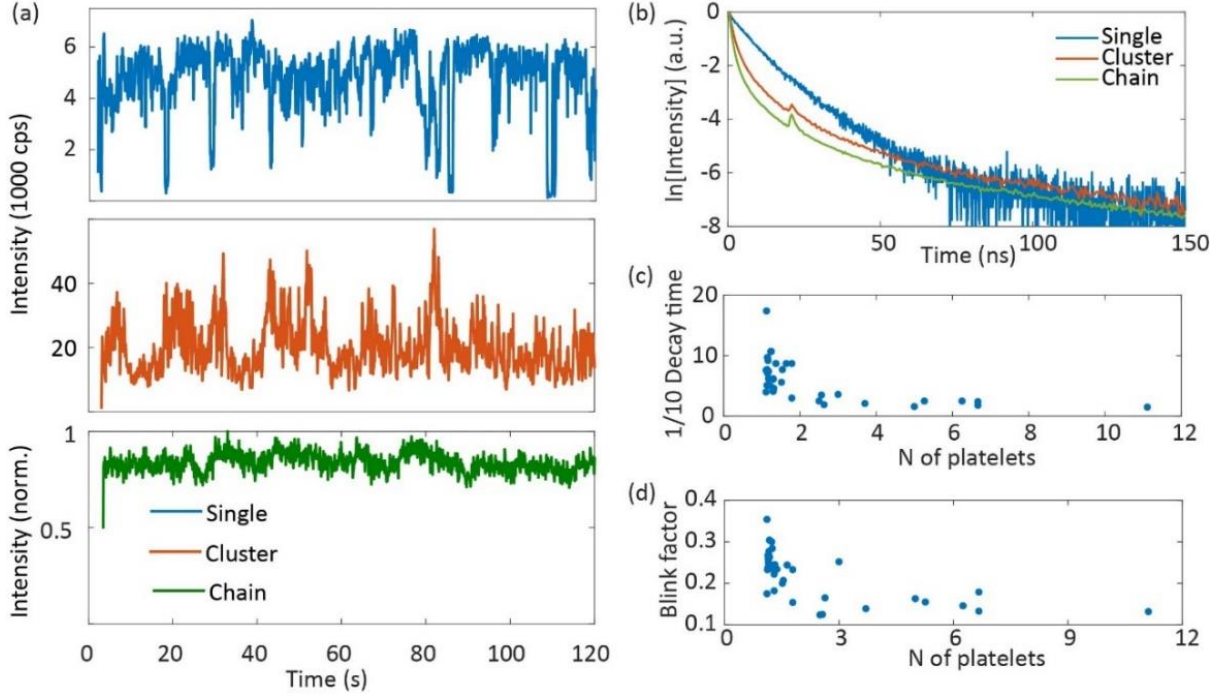 (a)
Intensity (1000 cps)
6
4
2
40
20
Intensity (norm.)
1
0.5
Single
Cluster
Chain
0 20 40 60 80 100 120
Time (s)
(b)
ln[Intensity] (a.u.)
0
-2
-4
-6
-8
Single
Cluster
Chain
0 50 100 150
Time (ns)
(c)
1/10 Decay time
20
10
0
0 2 4 6 8 10 12
N of platelets
(d)
Blink factor
0.4
0.3
0.2
0.1
0 3 6 9 12
N of platelets